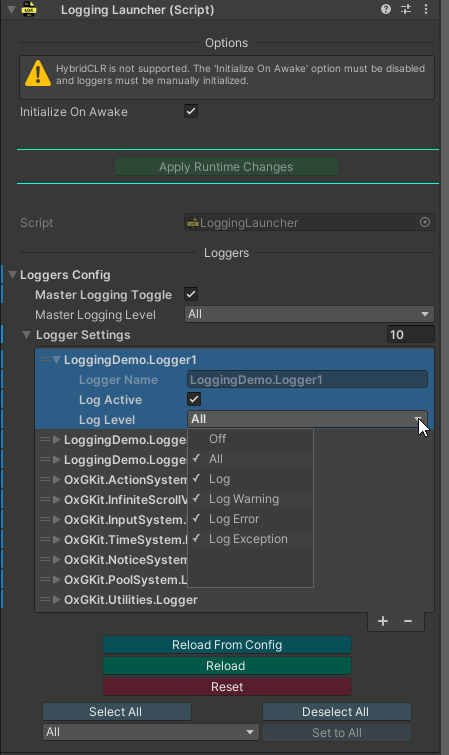 Logging Launcher (Script)
Options
HybridCLR is not supported. The 'Initialize On Awake' option must be disabled
and loggers must be manually initialized.
Initialize On Awake
Apply Runtime Changes
Script
LoggingLauncher
Loggers
Loggers Config
Master Logging Toggle
Master Logging Level
All
Logger Settings
10
LoggingDemo.Logger1
Logger Name
LoggingDemo.Logger1
Log Active
Log Level
All
Off
LoggingDemo.Logge
All
LoggingDemo.Logge
Log
OxGKit.ActionSystem
Log Warning
OxGKit.InfiniteScrollV
Log Error
OxGKit.InputSystem.
Log Exception
OxGKit.TimeSystem.
OxGKit.NoticeSystem
OxGKit.PoolSystem.L
OxGKit.Utilities.Logger
+
−
Reload From Config
Reload
Reset
Select All
Deselect All
All
Set to All